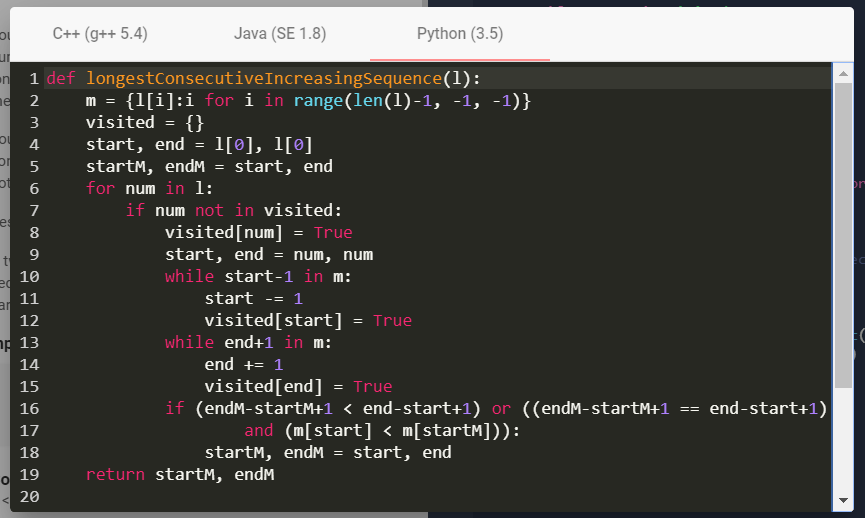 C++ (g++ 5.4) Java (SE 1.8) Python (3.5)
1 def longestConsecutiveIncreasingSequence(l):
2     m = {l[i]:i for i in range(len(l)-1, -1, -1)}
3     visited = {}
4     start, end = l[0], l[0]
5     startM, endM = start, end
6     for num in l:
7         if num not in visited:
8             visited[num] = True
9             start, end = num, num
10             while start-1 in m:
11                 start -= 1
12                 visited[start] = True
13             while end+1 in m:
14                 end += 1
15                 visited[end] = True
16             if (endM-startM+1 < end-start+1) or ((endM-startM+1 == end-start+1)
17                     and (m[start] < m[startM])):
18                 startM, endM = start, end
19     return startM, endM
20